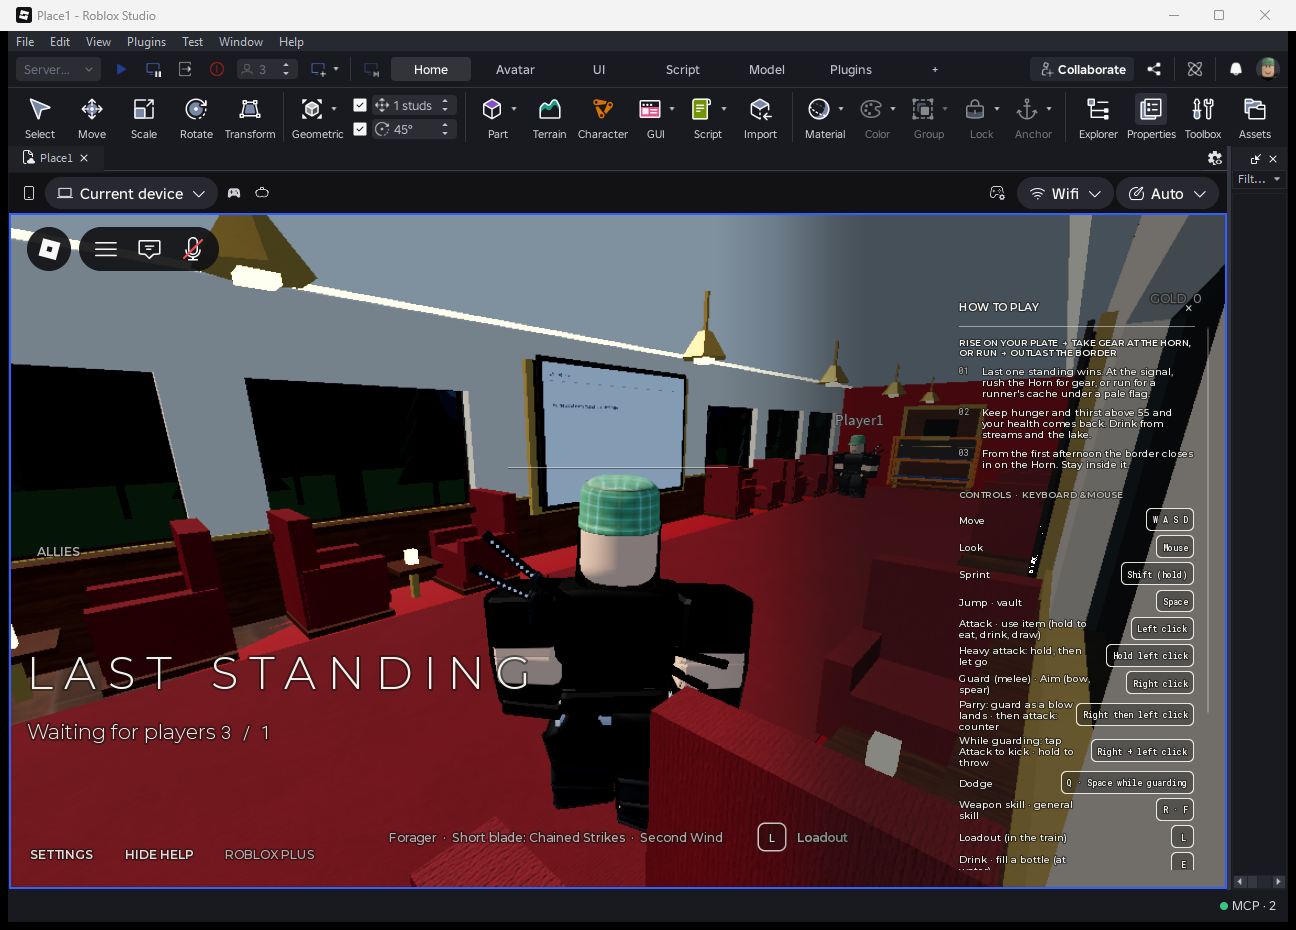 Place1 - Roblox Studio
File Edit View Plugins Test Window Help
Server... 3 Home Avatar UI Script Model Plugins + Collaborate
1 studs
45°
Select Move Scale Rotate Transform Geometric Part Terrain Character GUI Script Import Material Color Group Lock Anchor Explorer Properties Toolbox Assets
Place1
Filt...
Current device Wifi Auto
GOLD 0
HOW TO PLAY ×
RISE ON YOUR PLATE → TAKE GEAR AT THE HORN,
OR RUN → OUTLAST THE BORDER
01 Last one standing wins. At the signal,
rush the Horn for gear, or run for a
runner's cache under a pale flag.
02 Keep hunger and thirst above 55 and
your health comes back. Drink from
streams and the lake.
03 From the first afternoon the border closes
in on the Horn. Stay inside it.
Player1
CONTROLS · KEYBOARD & MOUSE
Move W A S D
Look Mouse
Sprint Shift (hold)
Jump · vault Space
Attack · use item (hold to
eat, drink, draw) Left click
Heavy attack: hold, then
let go Hold left click
Guard (melee) · Aim (bow,
spear) Right click
Parry: guard as a blow
lands · then attack:
counter Right then left click
While guarding: tap
Attack to kick · hold to
throw Right + left click
Dodge Q · Space while guarding
Weapon skill · general
skill R · F
Loadout (in the train) L
Drink · fill a bottle (at
water) E
ALLIES
LAST STANDING
Waiting for players 3 / 1
Forager · Short blade: Chained Strikes · Second Wind L Loadout
SETTINGS HIDE HELP ROBLOX PLUS
MCP · 2